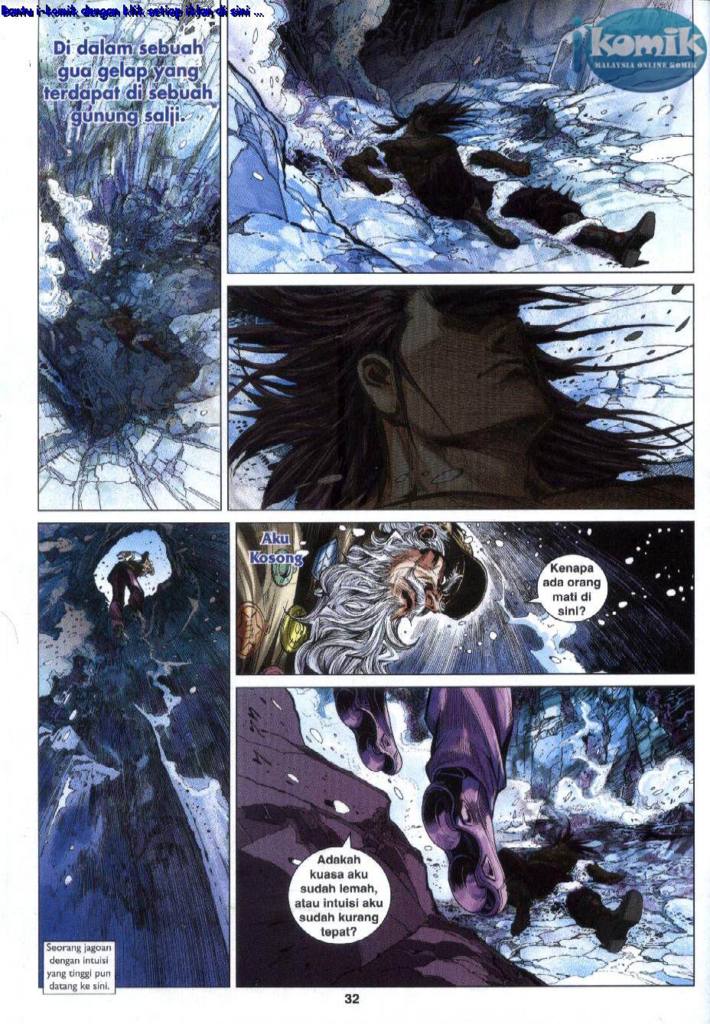 Bantu i-komik dengan klik setiap iklan di sini ...
ikomik
MALAYSIA ONLINE KOMIK
Di dalam sebuah
gua gelap yang
terdapat di sebuah
gunung salji.
Aku
Kosong
Kenapa
ada orang
mati di
sini?
Adakah
kuasa aku
sudah lemah,
atau intuisi aku
sudah kurang
tepat?
Seorang jagoan
dengan intuisi
yang tinggi pun
datang ke sini.
32